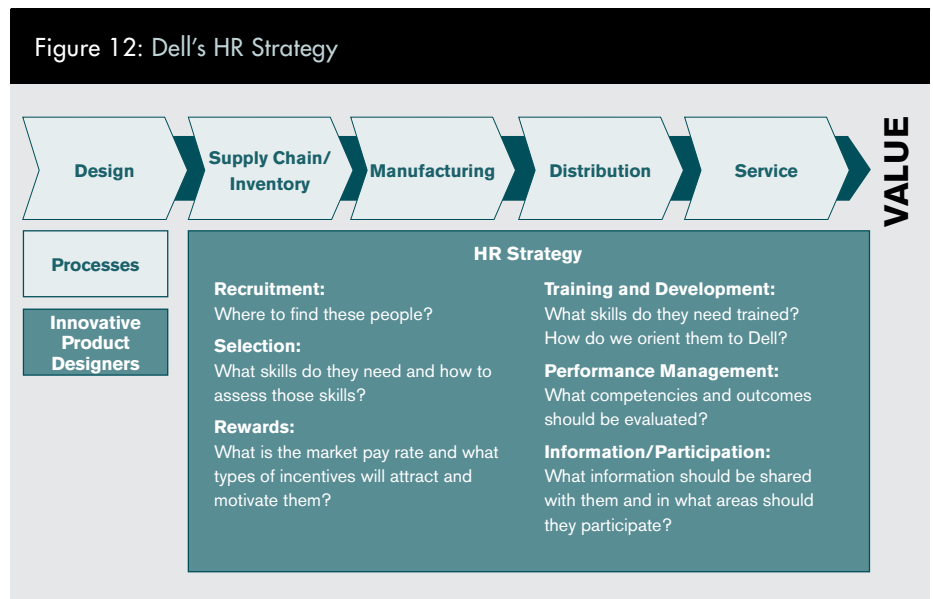 Figure 12: Dell's HR Strategy
Design
Supply Chain/
Inventory
Manufacturing
Distribution
Service
VALUE
Processes
Innovative
Product
Designers
HR Strategy
Recruitment:
Where to find these people?
Selection:
What skills do they need and how to
assess those skills?
Rewards:
What is the market pay rate and what
types of incentives will attract and
motivate them?
Training and Development:
What skills do they need trained?
How do we orient them to Dell?
Performance Management:
What competencies and outcomes
should be evaluated?
Information/Participation:
What information should be shared
with them and in what areas should
they participate?